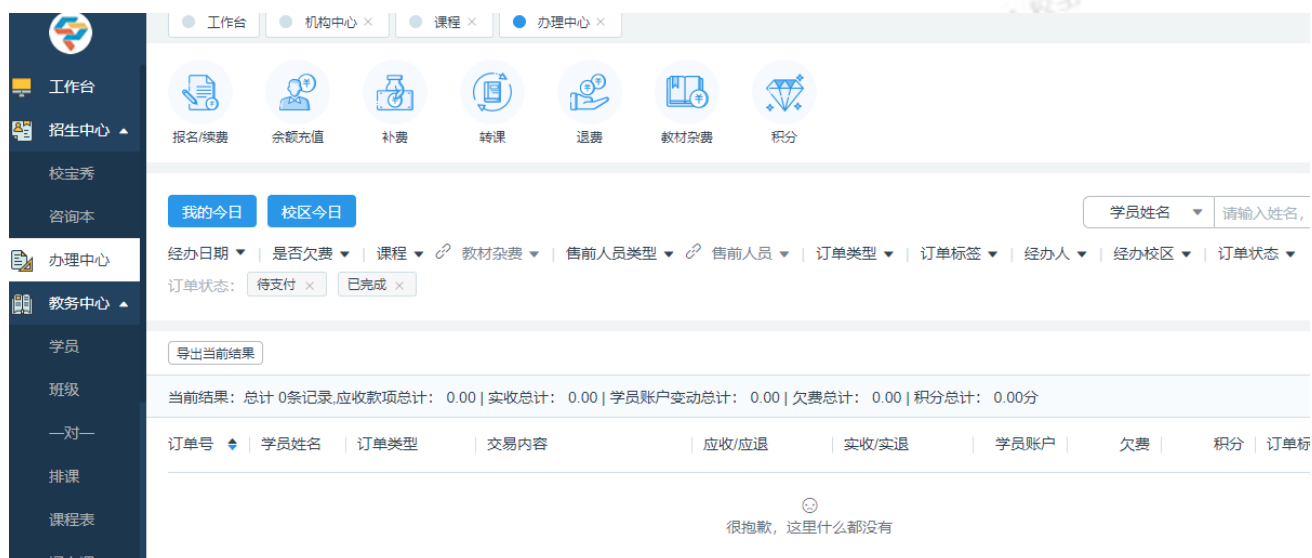 工作台 机构中心 × 课程 × 办理中心 ×
工作台
招生中心
校宝秀
咨询本
办理中心
教务中心
学员
班级
一对一
排课
课程表
报名/续费 余额充值 补费 转课 退费 教材杂费 积分
我的今日 校区今日 学员姓名 请输入姓名,
经办日期 是否欠费 课程 教材杂费 售前人员类型 售前人员 订单类型 订单标签 经办人 经办校区 订单状态
订单状态: 待支付 × 已完成 ×
导出当前结果
当前结果: 总计 0条记录,应收款项总计: 0.00 | 实收总计: 0.00 | 学员账户变动总计: 0.00 | 欠费总计: 0.00 | 积分总计: 0.00分
订单号 学员姓名 订单类型 交易内容 应收/应退 实收/实退 学员账户 欠费 积分 订单标
很抱歉,这里什么都没有